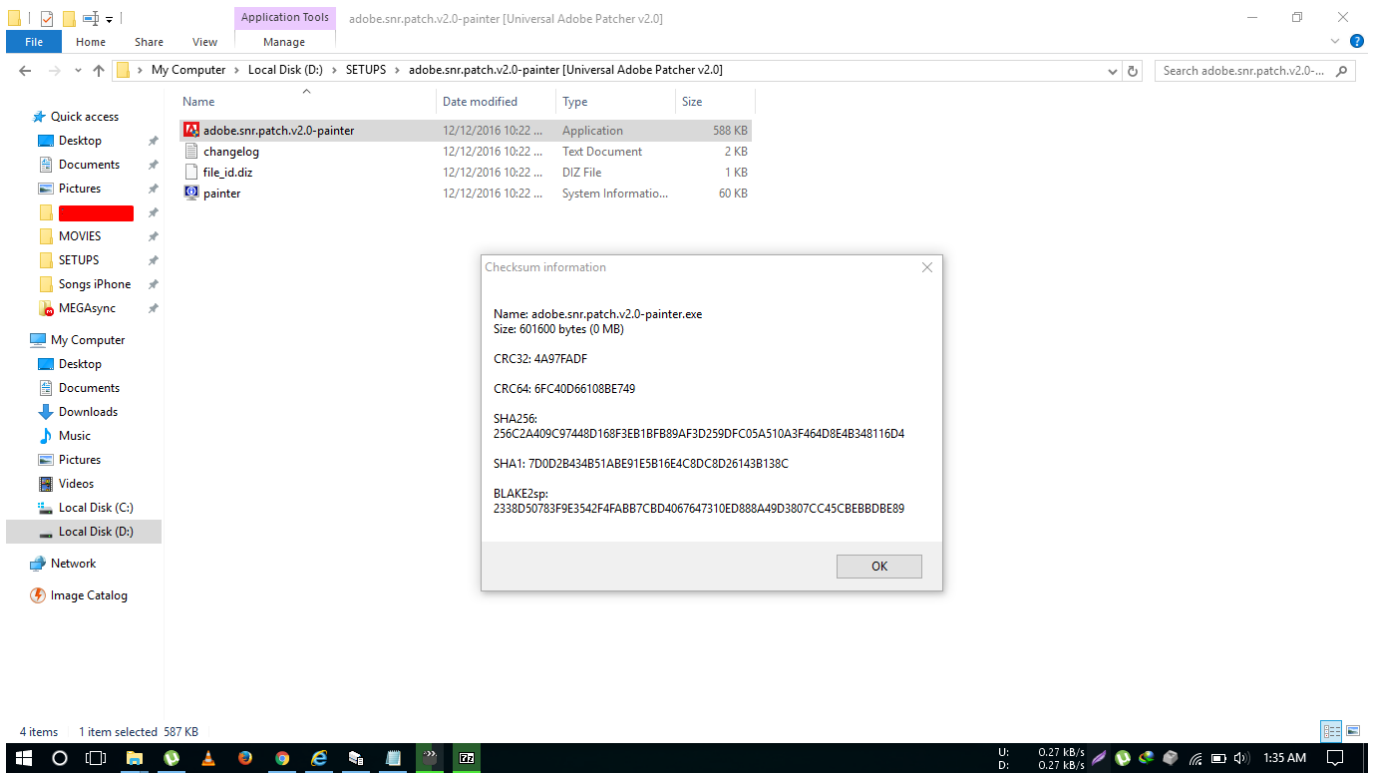 Application Tools
adobe.snr.patch.v2.0-painter [Universal Adobe Patcher v2.0]
File
Home
Share
View
Manage
My Computer
Local Disk (D:)
SETUPS
adobe.snr.patch.v2.0-painter [Universal Adobe Patcher v2.0]
Search adobe.snr.patch.v2.0-...
Name
Date modified
Type
Size
adobe.snr.patch.v2.0-painter 12/12/2016 10:22 ... Application 588 KB
changelog 12/12/2016 10:22 ... Text Document 2 KB
file_id.diz 12/12/2016 10:22 ... DIZ File 1 KB
painter 12/12/2016 10:22 ... System Informatio... 60 KB
Quick access
Desktop
Documents
Pictures
MOVIES
SETUPS
Songs iPhone
MEGAsync
My Computer
Desktop
Documents
Downloads
Music
Pictures
Videos
Local Disk (C:)
Local Disk (D:)
Network
Image Catalog
Checksum information
Name: adobe.snr.patch.v2.0-painter.exe
Size: 601600 bytes (0 MB)
CRC32: 4A97FADF
CRC64: 6FC40D66108BE749
SHA256:
256C2A409C97448D168F3EB1BFB89AF3D259DFC05A510A3F464D8E4B348116D4
SHA1: 7D0D2B434B51ABE91E5B16E4C8DC8D26143B138C
BLAKE2sp:
2338D50783F9E3542F4FABB7CBD4067647310ED888A49D3807CC45CBEBBDBE89
OK
4 items
1 item selected 587 KB
7z
U: 0.27 kB/s
D: 0.27 kB/s
1:35 AM